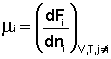 μi = (dFi/dni)V,T,j≠i